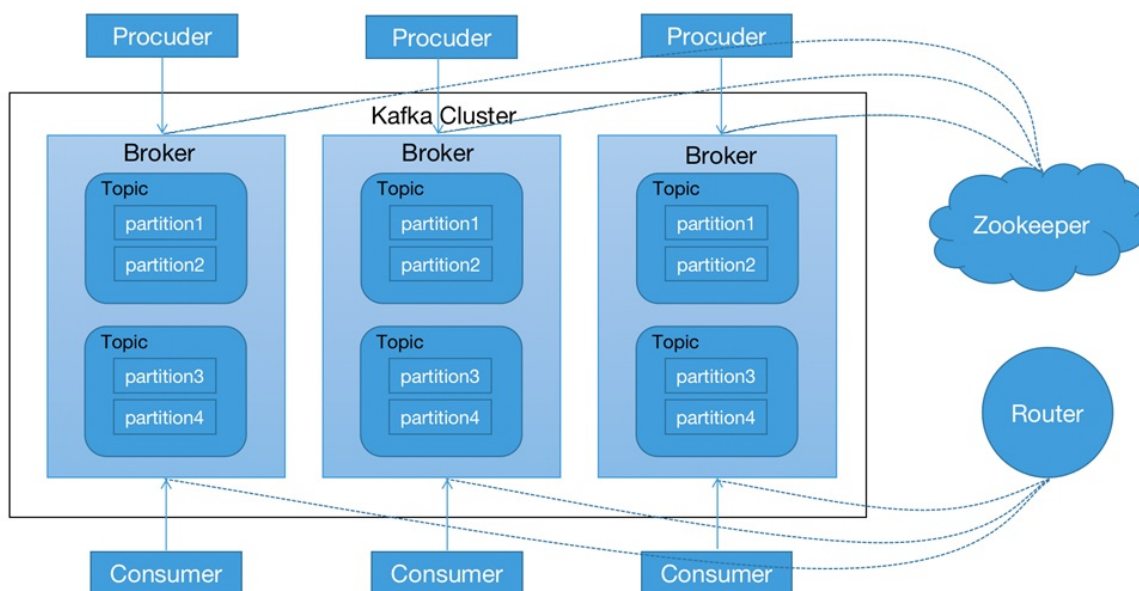 Procuder
Procuder
Procuder
Kafka Cluster
Broker
Broker
Broker
Topic
partition1
partition2
Topic
partition3
partition4
Topic
partition1
partition2
Topic
partition3
partition4
Topic
partition1
partition2
Topic
partition3
partition4
Zookeeper
Router
Consumer
Consumer
Consumer